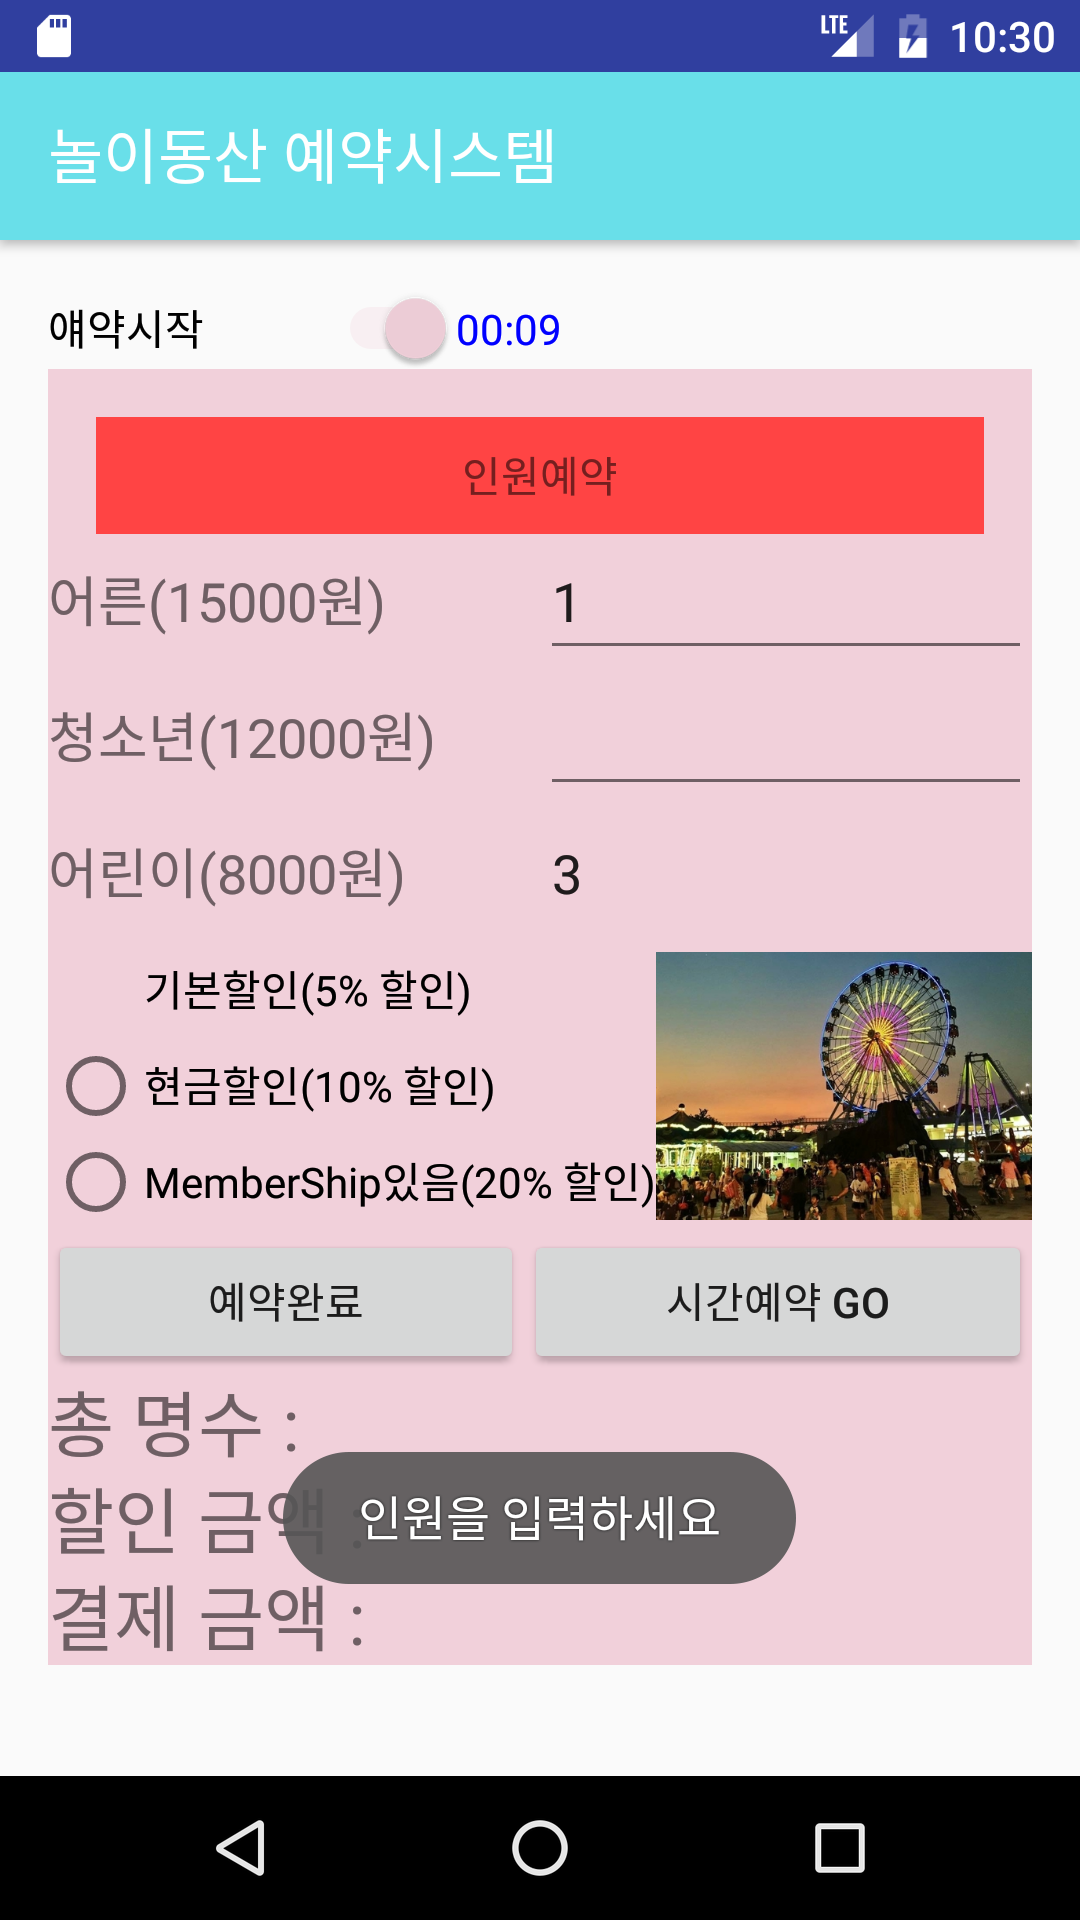 LTE 10:30
놀이동산 예약시스템
얘약시작 00:09
인원예약
어른(15000원) 1
청소년(12000원)
어린이(8000원) 3
기본할인(5% 할인)
현금할인(10% 할인)
MemberShip있음(20% 할인)
예약완료 시간예약 GO
총 명수 :
할인 금액 :
인원을 입력하세요
결제 금액 :